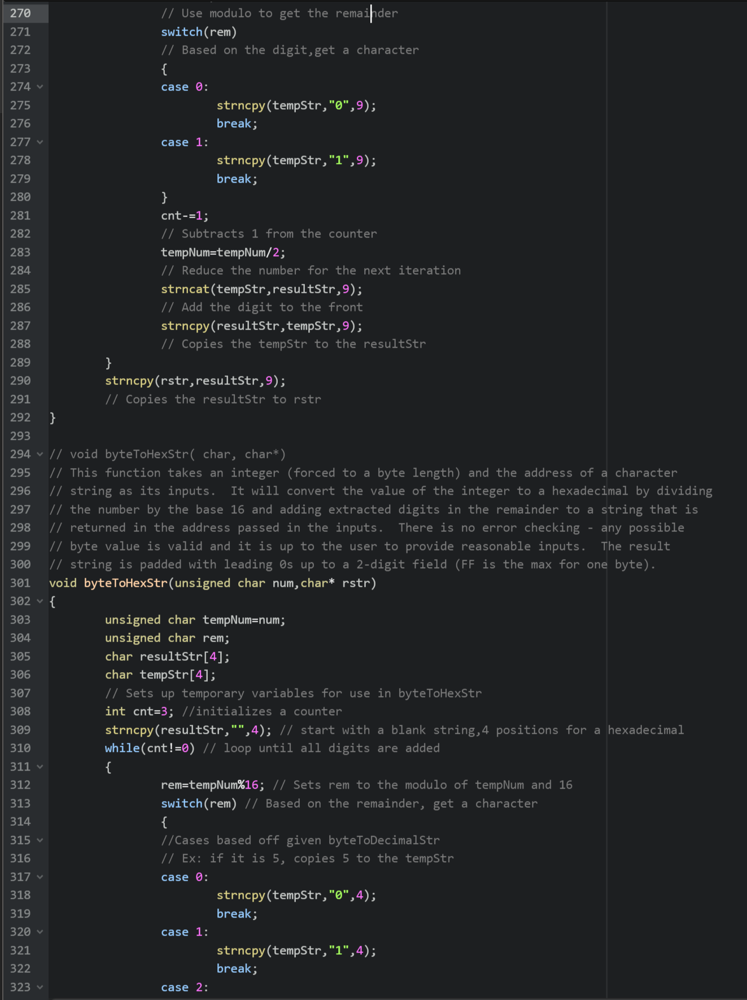 270                // Use modulo to get the remainder
271                switch(rem)
272                // Based on the digit,get a character
273                {
274                case 0:
275                        strncpy(tempStr,"0",9);
276                        break;
277                case 1:
278                        strncpy(tempStr,"1",9);
279                        break;
280                }
281                cnt-=1;
282                // Subtracts 1 from the counter
283                tempNum=tempNum/2;
284                // Reduce the number for the next iteration
285                strncat(tempStr,resultStr,9);
286                // Add the digit to the front
287                strncpy(resultStr,tempStr,9);
288                // Copies the tempStr to the resultStr
289        }
290        strncpy(rstr,resultStr,9);
291        // Copies the resultStr to rstr
292 }
293
294 // void byteToHexStr( char, char*)
295 // This function takes an integer (forced to a byte length) and the address of a character
296 // string as its inputs.  It will convert the value of the integer to a hexadecimal by dividing
297 // the number by the base 16 and adding extracted digits in the remainder to a string that is
298 // returned in the address passed in the inputs.  There is no error checking - any possible
299 // byte value is valid and it is up to the user to provide reasonable inputs.  The result
300 // string is padded with leading 0s up to a 2-digit field (FF is the max for one byte).
301 void byteToHexStr(unsigned char num,char* rstr)
302 {
303        unsigned char tempNum=num;
304        unsigned char rem;
305        char resultStr[4];
306        char tempStr[4];
307        // Sets up temporary variables for use in byteToHexStr
308        int cnt=3; //initializes a counter
309        strncpy(resultStr,"",4); // start with a blank string,4 positions for a hexadecimal
310        while(cnt!=0) // loop until all digits are added
311        {
312                rem=tempNum%16; // Sets rem to the modulo of tempNum and 16
313                switch(rem) // Based on the remainder, get a character
314                {
315                //Cases based off given byteToDecimalStr
316                // Ex: if it is 5, copies 5 to the tempStr
317                case 0:
318                        strncpy(tempStr,"0",4);
319                        break;
320                case 1:
321                        strncpy(tempStr,"1",4);
322                        break;
323                case 2: